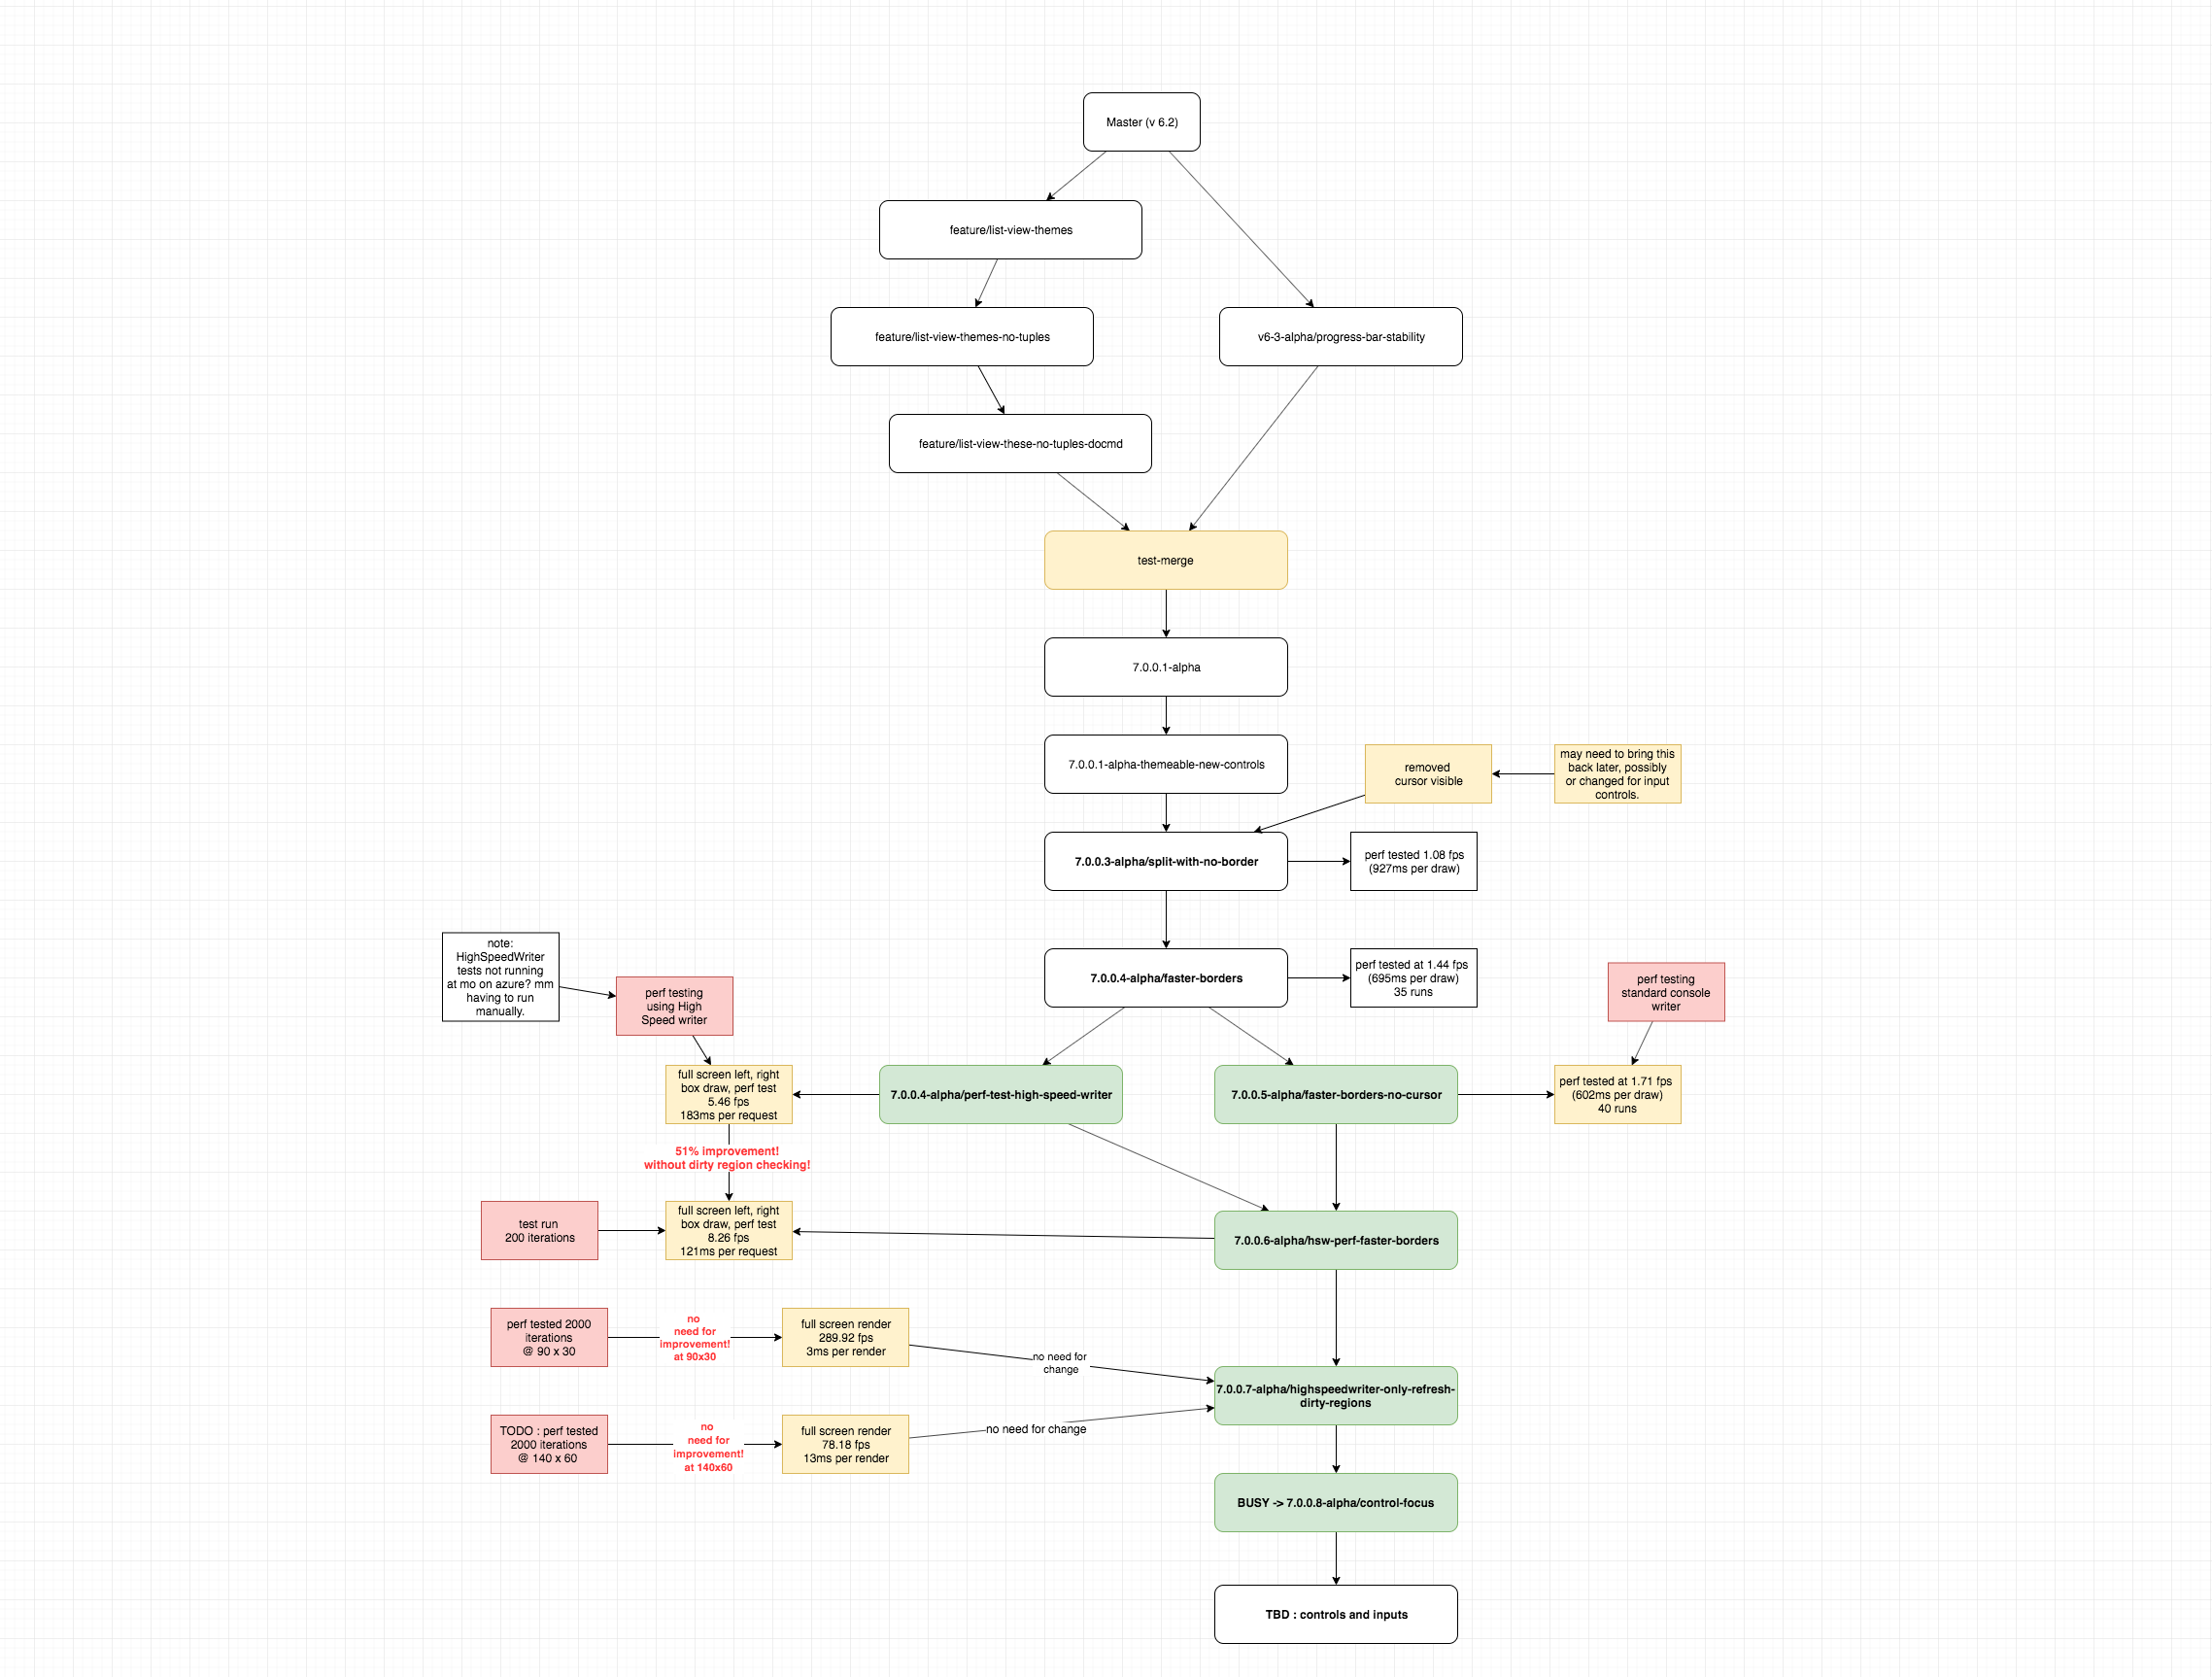 Master (v 6.2)
feature/list-view-themes
feature/list-view-themes-no-tuples
v6-3-alpha/progress-bar-stability
feature/list-view-these-no-tuples-docmd
test-merge
7.0.0.1-alpha
7.0.0.1-alpha-themeable-new-controls
removed
cursor visible
may need to bring this
back later, possibly
or changed for input
controls.
7.0.0.3-alpha/split-with-no-border
perf tested 1.08 fps
(927ms per draw)
note:
HighSpeedWriter
tests not running
at mo on azure? mm
having to run
manually.
perf testing
using High
Speed writer
7.0.0.4-alpha/faster-borders
perf tested at 1.44 fps
(695ms per draw)
35 runs
perf testing
standard console
writer
full screen left, right
box draw, perf test
5.46 fps
183ms per request
7.0.0.4-alpha/perf-test-high-speed-writer
7.0.0.5-alpha/faster-borders-no-cursor
perf tested at 1.71 fps
(602ms per draw)
40 runs
51% improvement!
without dirty region checking!
test run
200 iterations
full screen left, right
box draw, perf test
8.26 fps
121ms per request
7.0.0.6-alpha/hsw-perf-faster-borders
perf tested 2000
iterations
@ 90 x 30
no
need for
improvement!
at 90x30
full screen render
289.92 fps
3ms per render
no need for
change
7.0.0.7-alpha/highspeedwriter-only-refresh-
dirty-regions
TODO : perf tested
2000 iterations
@ 140 x 60
no
need for
improvement!
at 140x60
full screen render
78.18 fps
13ms per render
no need for change
BUSY -> 7.0.0.8-alpha/control-focus
TBD : controls and inputs